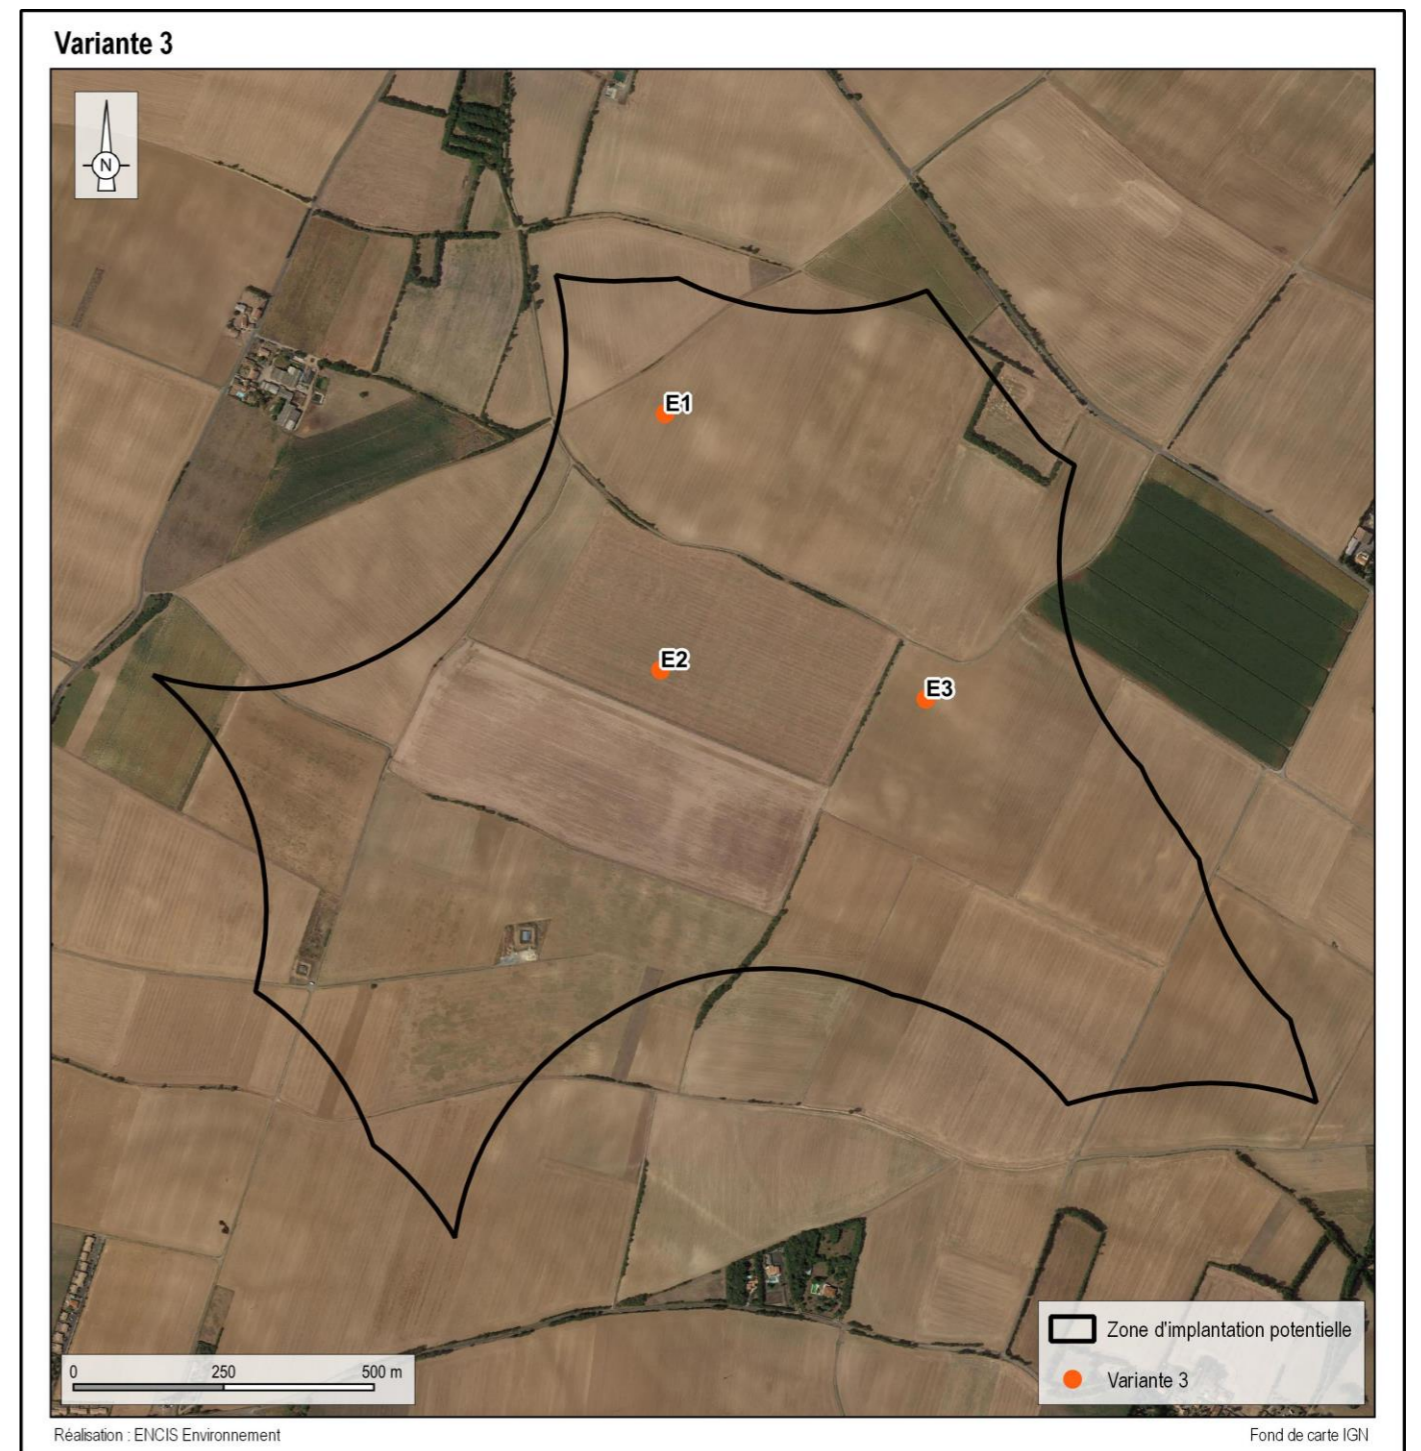 Variante 3
N
E1
E2
E3
Zone d'implantation potentielle
Variante 3
0 250 500 m
Réalisation : ENCIS Environnement
Fond de carte IGN